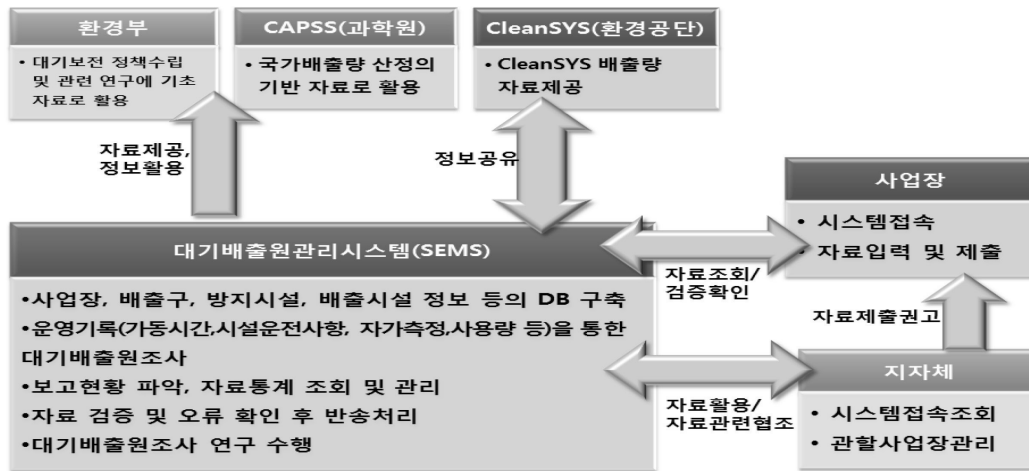 환경부
• 대기보전 정책수립
및 관련 연구에 기초
자료로 활용
CAPSS(과학원)
• 국가배출량 산정의
기반 자료로 활용
CleanSYS(환경공단)
• CleanSYS 배출량
자료제공
자료제공,
정보활용
정보공유
사업장
• 시스템접속
• 자료입력 및 제출
대기배출원관리시스템(SEMS)
•사업장, 배출구, 방지시설, 배출시설 정보 등의 DB 구축
•운영기록(가동시간,시설운전사항, 자가측정,사용량 등)을 통한
대기배출원조사
•보고현황 파악, 자료통계 조회 및 관리
•자료 검증 및 오류 확인 후 반송처리
•대기배출원조사 연구 수행
자료조회/
검증확인
자료제출권고
자료활용/
자료관련협조
지자체
• 시스템접속조회
• 관할사업장관리